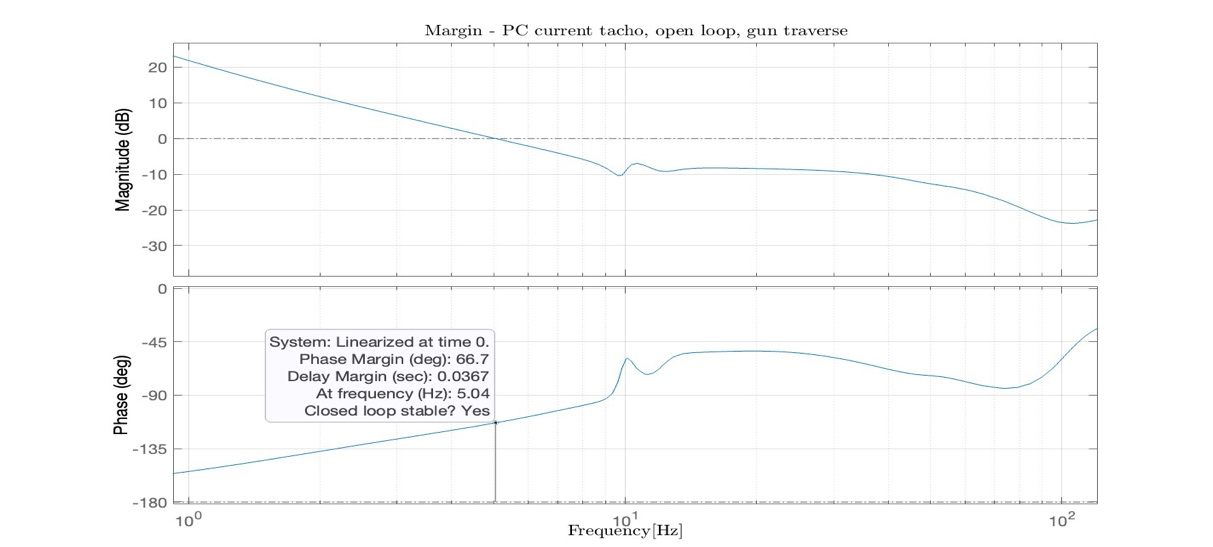 Margin - PC current tacho, open loop, gun traverse
20
10
0
-10
-20
-30
Magnitude (dB)
0
-45
-90
-135
-180
Phase (deg)
System: Linearized at time 0.
Phase Margin (deg): 66.7
Delay Margin (sec): 0.0367
At frequency (Hz): 5.04
Closed loop stable? Yes
10^0
10^1
10^2
Frequency[Hz]